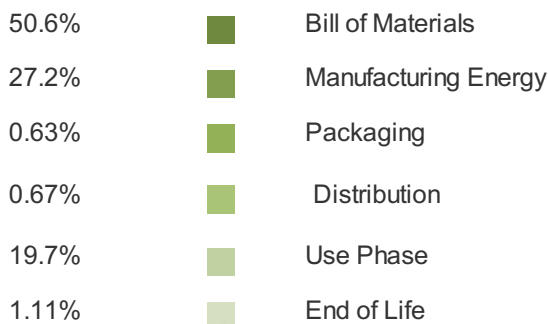 50.6% Bill of Materials
27.2% Manufacturing Energy
0.63% Packaging
0.67% Distribution
19.7% Use Phase
1.11% End of Life